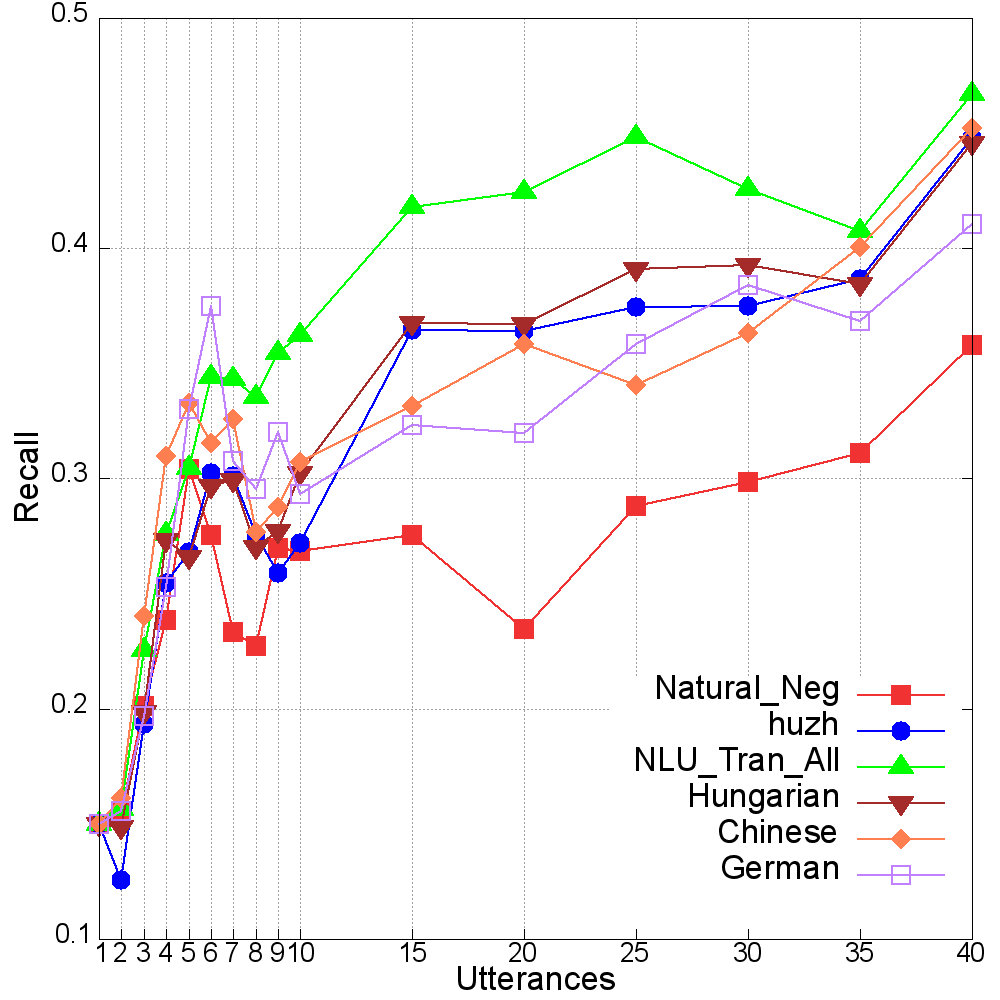 0.5
0.4
0.3
0.2
0.1
Recall
Natural_Neg
huzh
NLU_Tran_All
Hungarian
Chinese
German
1 2 3 4 5 6 7 8 9 10 15 20 25 30 35 40
Utterances